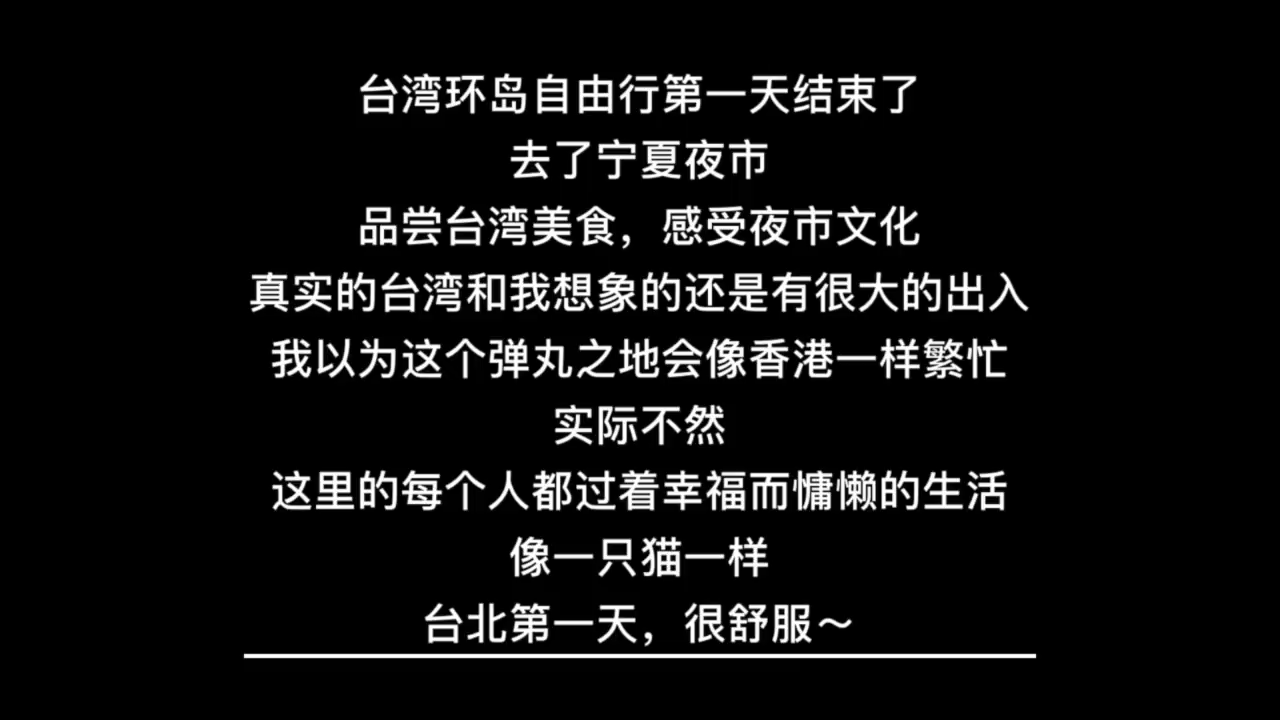 台湾环岛自由行第一天结束了
去了宁夏夜市
品尝台湾美食，感受夜市文化
真实的台湾和我想象的还是有很大的出入
我以为这个弹丸之地会像香港一样繁忙
实际不然
这里的每个人都过着幸福而慵懒的生活
像一只猫一样
台北第一天，很舒服～